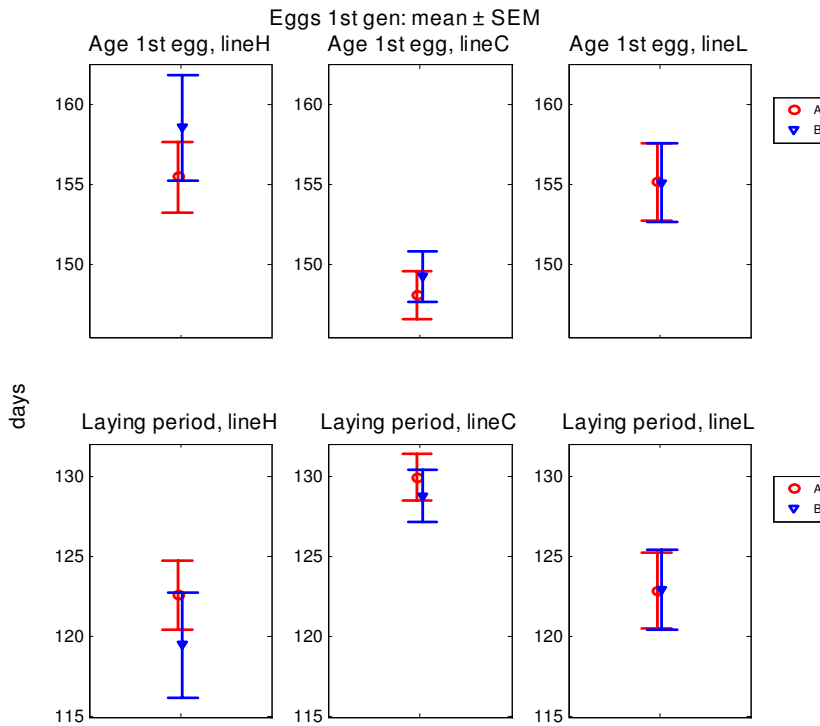 Eggs 1st gen: mean ± SEM
Age 1st egg, lineH
Age 1st egg, lineC
Age 1st egg, lineL
160
155
150
160
155
150
160
155
150
A
B
days
Laying period, lineH
Laying period, lineC
Laying period, lineL
130
125
120
115
130
125
120
115
130
125
120
115
A
B